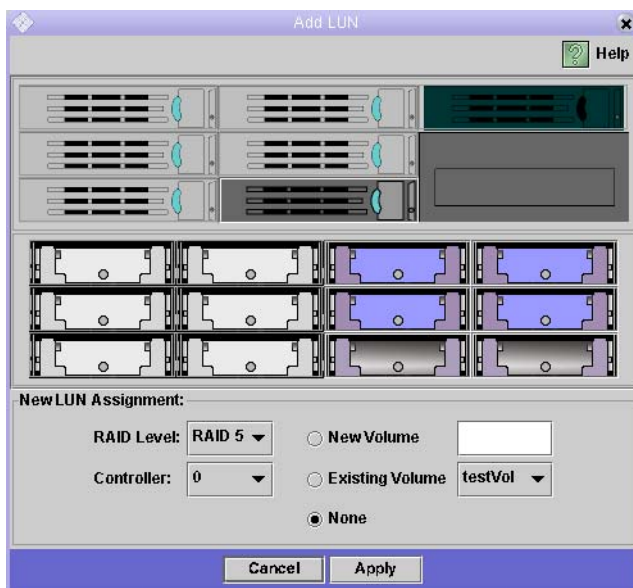 Add LUN
Help
New LUN Assignment:
RAID Level: RAID 5 New Volume
Controller: 0 Existing Volume testVol
None
Cancel Apply